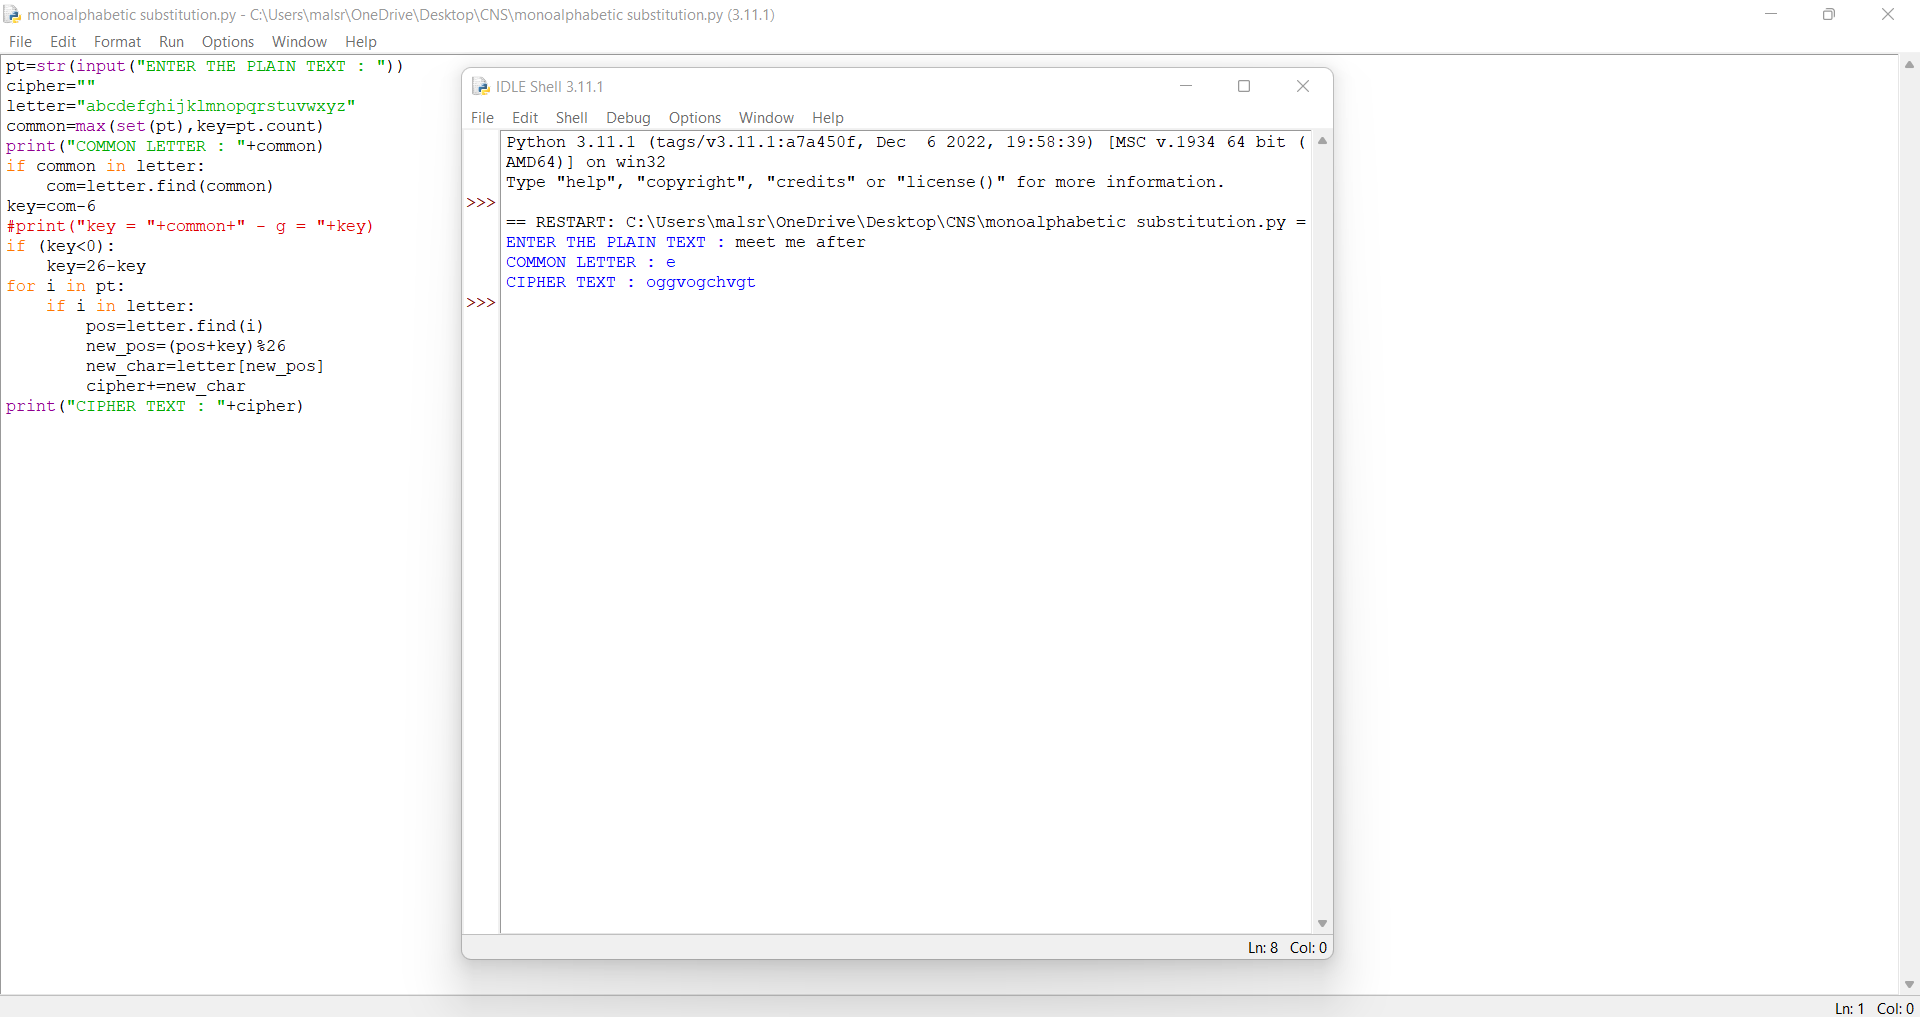 monoalphabetic substitution.py - C:\Users\malsr\OneDrive\Desktop\CNS\monoalphabetic substitution.py (3.11.1)
File Edit Format Run Options Window Help
pt=str(input("ENTER THE PLAIN TEXT : "))
cipher=""
letter="abcdefghijklmnopqrstuvwxyz"
common=max(set(pt),key=pt.count)
print("COMMON LETTER : "+common)
if common in letter:
    com=letter.find(common)
key=com-6
#print("key = "+common+" - g = "+key)
if (key<0):
    key=26-key
for i in pt:
    if i in letter:
        pos=letter.find(i)
        new_pos=(pos+key)%26
        new_char=letter[new_pos]
        cipher+=new_char
print("CIPHER TEXT : "+cipher)
IDLE Shell 3.11.1
File Edit Shell Debug Options Window Help
Python 3.11.1 (tags/v3.11.1:a7a450f, Dec  6 2022, 19:58:39) [MSC v.1934 64 bit (
AMD64)] on win32
Type "help", "copyright", "credits" or "license()" for more information.
>>>
== RESTART: C:\Users\malsr\OneDrive\Desktop\CNS\monoalphabetic substitution.py =
ENTER THE PLAIN TEXT : meet me after
COMMON LETTER : e
CIPHER TEXT : oggvogchvgt
>>>
Ln: 8 Col: 0
Ln: 1 Col: 0